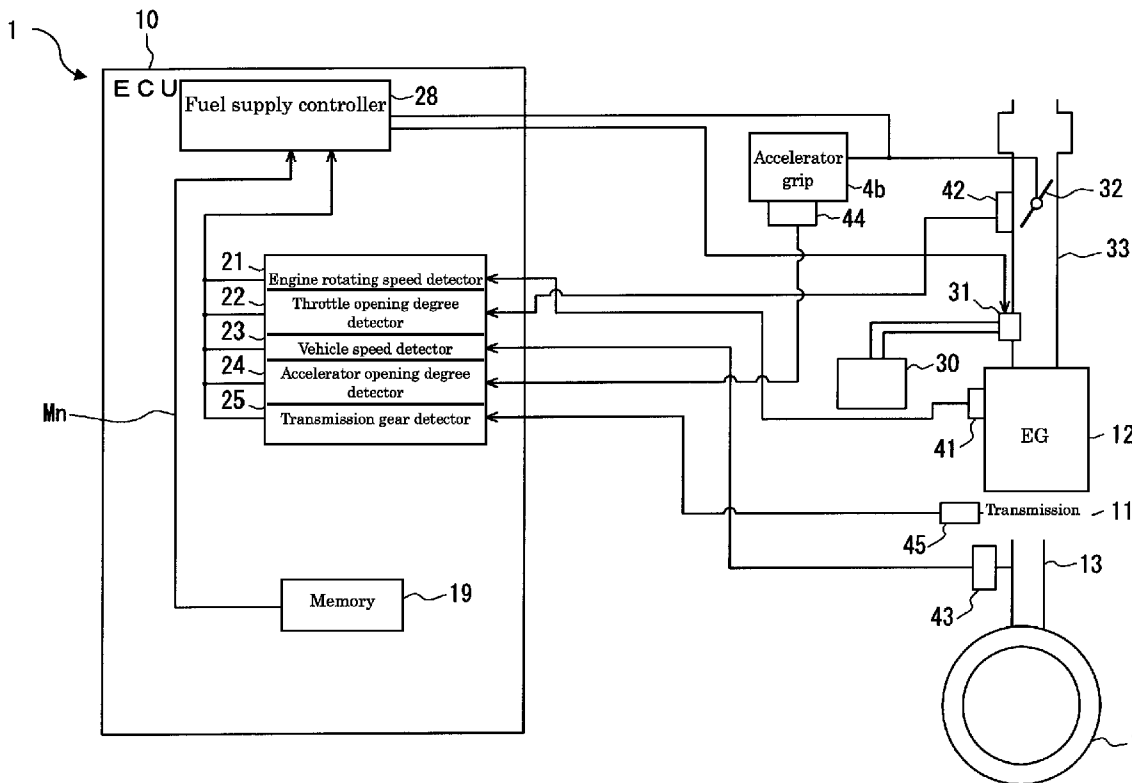 1
10
ECU
Fuel supply controller
28
Accelerator
grip
4b
44
42
32
33
31
30
21
Engine rotating speed detector
22
Throttle opening degree
detector
23
Vehicle speed detector
24
Accelerator opening degree
detector
25
Transmission gear detector
Mn
41
EG
12
45
Transmission
11
43
13
Memory
19